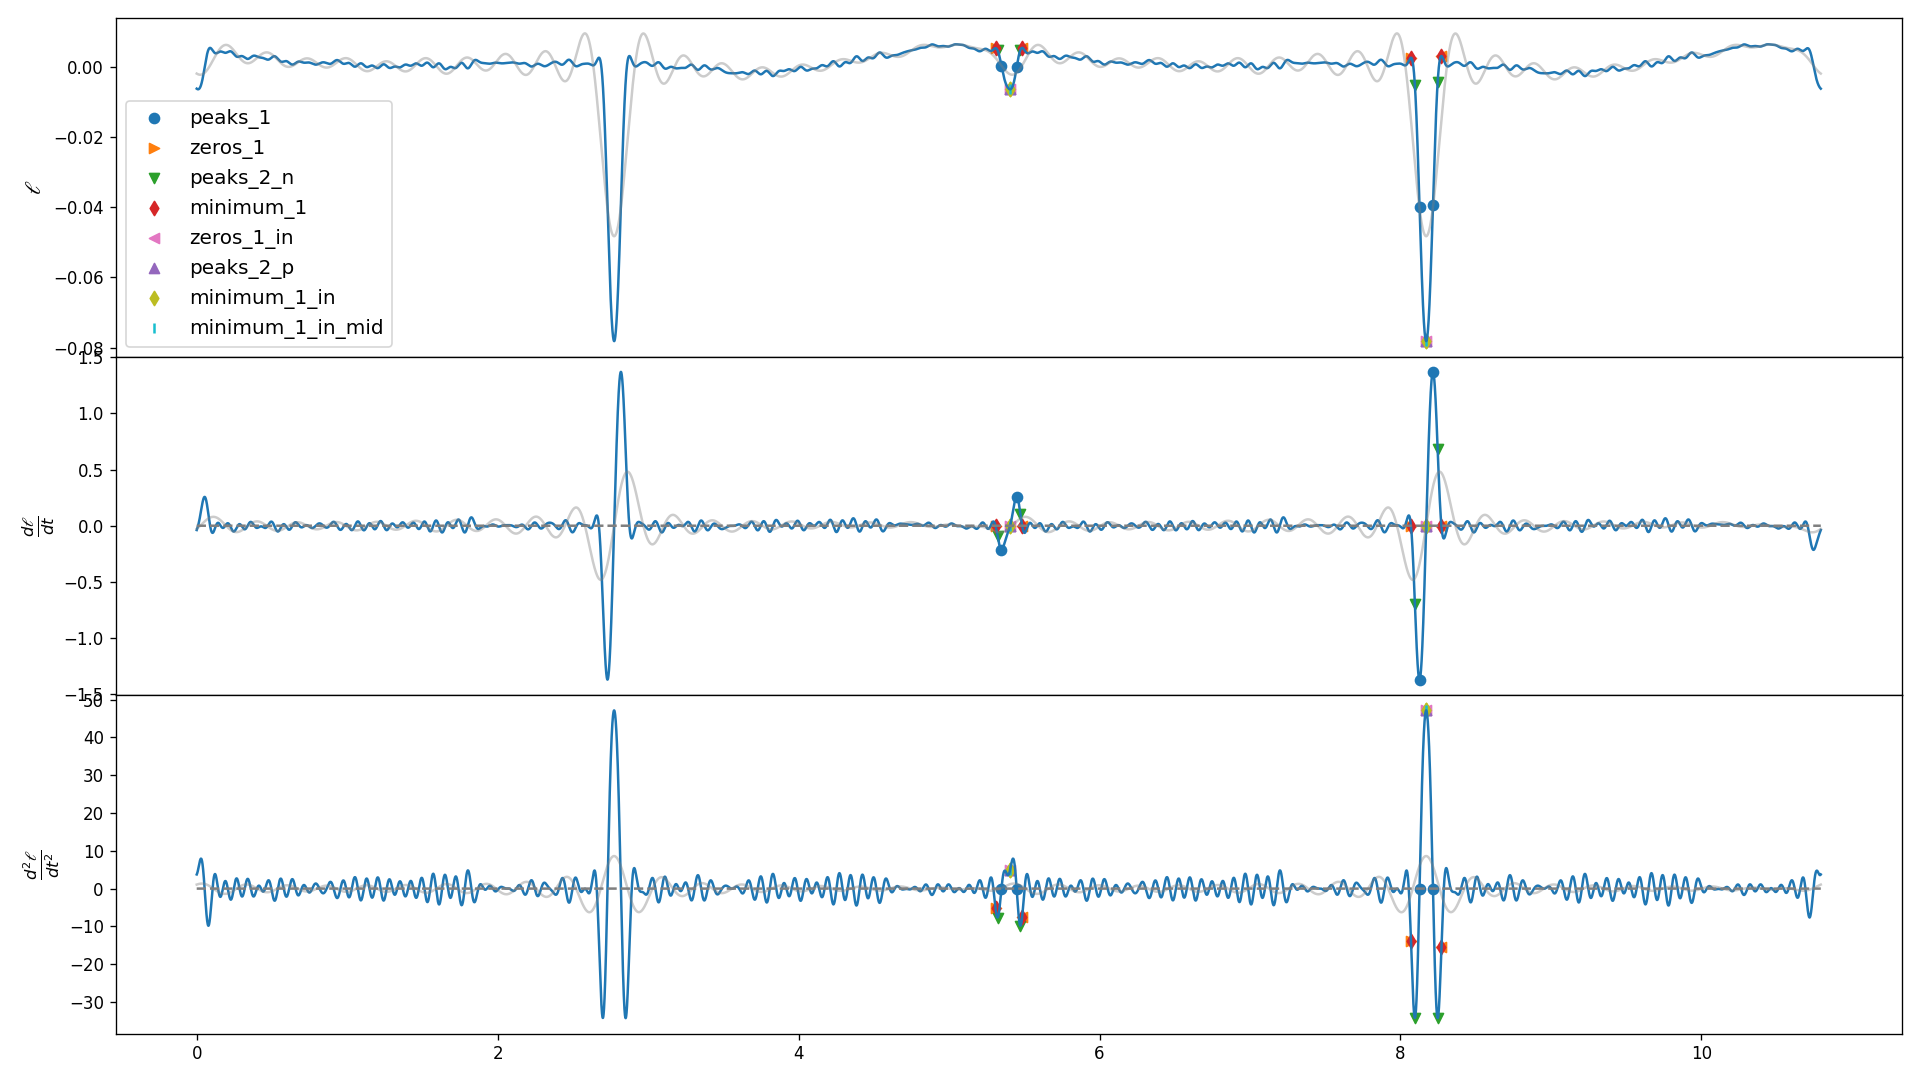 0.00
−0.02
−0.04
−0.06
−0.08
ℓ
peaks_1
zeros_1
peaks_2_n
minimum_1
zeros_1_in
peaks_2_p
minimum_1_in
minimum_1_in_mid
1.5
1.0
0.5
0.0
−0.5
−1.0
−1.5
dℓ/dt
50
40
30
20
10
0
−10
−20
−30
d²ℓ/dt²
0 2 4 6 8 10